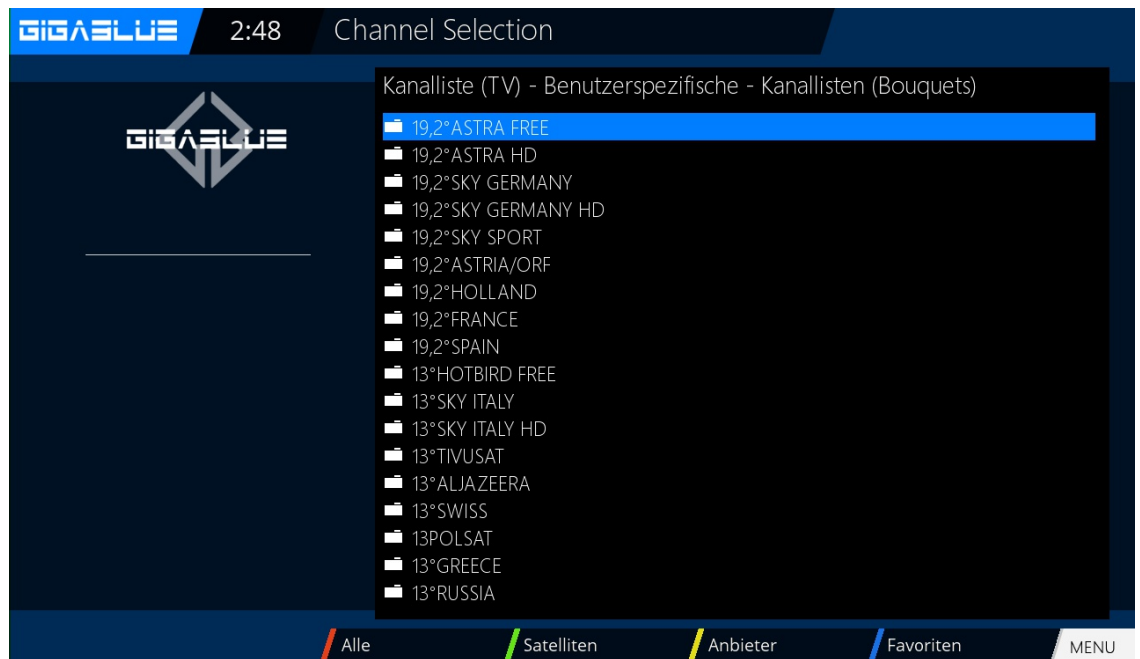 GIGABLUE 2:48 Channel Selection
GIGABLUE
Kanalliste (TV) - Benutzerspezifische - Kanallisten (Bouquets)
19,2°ASTRA FREE
19,2°ASTRA HD
19,2°SKY GERMANY
19,2°SKY GERMANY HD
19,2°SKY SPORT
19,2°ASTRIA/ORF
19,2°HOLLAND
19,2°FRANCE
19,2°SPAIN
13°HOTBIRD FREE
13°SKY ITALY
13°SKY ITALY HD
13°TIVUSAT
13°ALJAZEERA
13°SWISS
13POLSAT
13°GREECE
13°RUSSIA
Alle Satelliten Anbieter Favoriten MENU